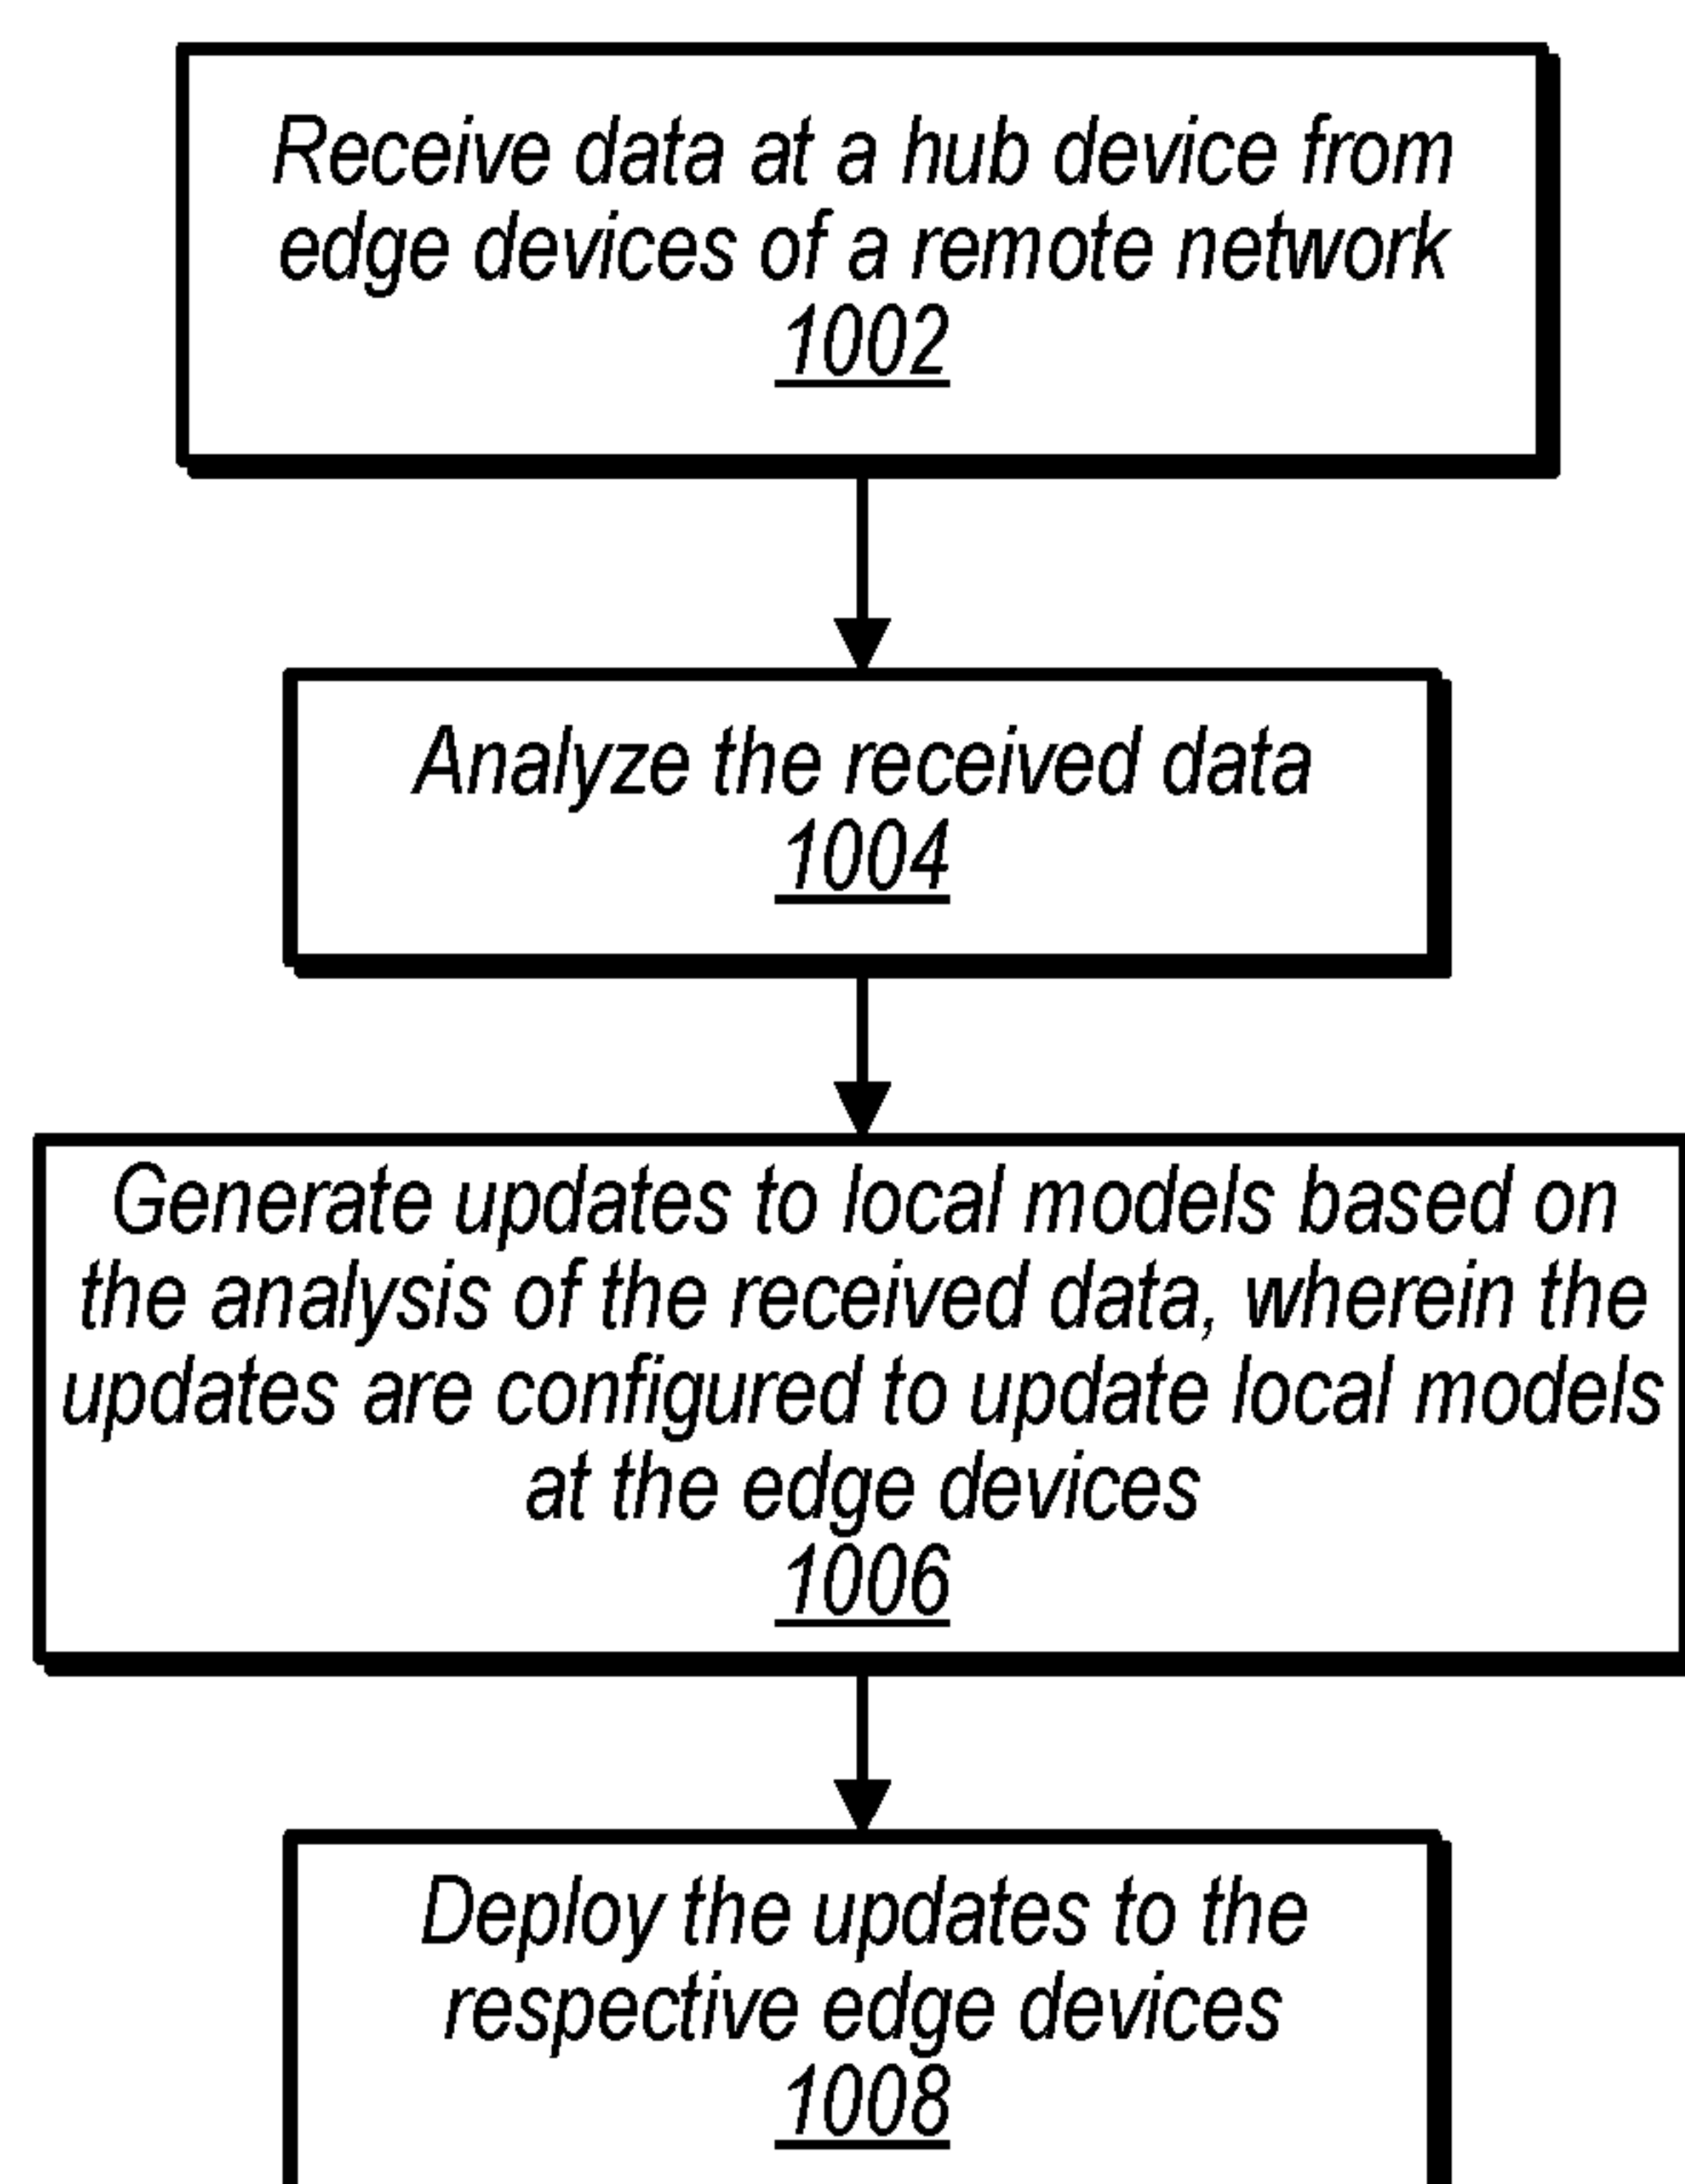 Receive data at a hub device from
edge devices of a remote network
1002
Analyze the received data
1004
Generate updates to local models based on
the analysis of the received data, wherein the
updates are configured to update local models
at the edge devices
1006
Deploy the updates to the
respective edge devices
1008